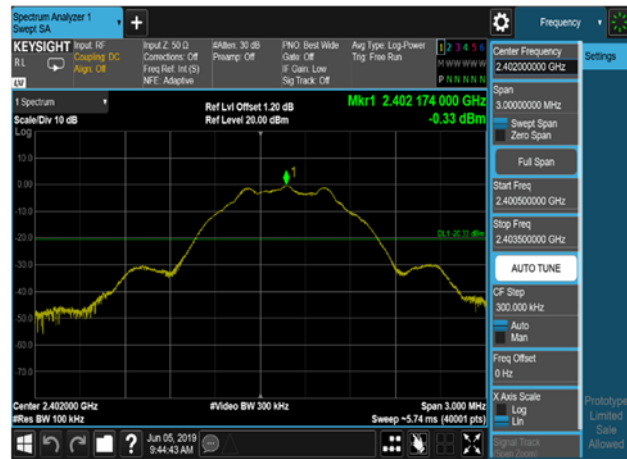 Spectrum Analyzer 1
Swept SA
Frequency
KEYSIGHT
RL
Input: RF
Coupling: DC
Align: Off
Input Z: 50 Ω
Corrections: Off
Freq Ref: Int (S)
NFE: Adaptive
#Atten: 30 dB
Preamp: Off
PNO: Best Wide
Gate: Off
IF Gain: Low
Sig Track: Off
Avg Type: Log-Power
Trig: Free Run
1 2 3 4 5 6
M W W W W W
P N N N N N
1 Spectrum
Scale/Div 10 dB
Log
Ref Lvl Offset 1.20 dB
Ref Level 20.00 dBm
Mkr1 2.402 174 000 GHz
-0.33 dBm
10.0
0.00
-10.0
-20.0
-30.0
-40.0
-50.0
-60.0
-70.0
1
DL1 -20.33 dBm
Center 2.402000 GHz
#Res BW 100 kHz
#Video BW 300 kHz
Span 3.000 MHz
Sweep ~5.74 ms (40001 pts)
Jun 05, 2019
9:44:43 AM
Center Frequency
2.402000000 GHz
Settings
Span
3.00000000 MHz
Swept Span
Zero Span
Full Span
Start Freq
2.400500000 GHz
Stop Freq
2.403500000 GHz
AUTO TUNE
CF Step
300.000 kHz
Auto
Man
Freq Offset
0 Hz
X Axis Scale
Log
Lin
Signal Track
(Span Zoom)
Prototype
Limited
Sale
Allowed